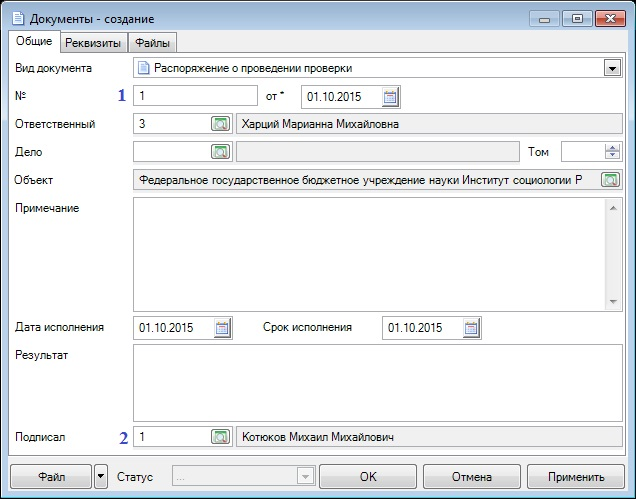 Документы - создание
Общие Реквизиты Файлы
Вид документа Распоряжение о проведении проверки
№ 1 1 от * 01.10.2015
Ответственный 3 Харций Марианна Михайловна
Дело Том
Объект Федеральное государственное бюджетное учреждение науки Институт социологии Р
Примечание
Дата исполнения 01.10.2015 Срок исполнения 01.10.2015
Результат
Подписал 2 1 Котюков Михаил Михайлович
Файл Статус ... OK Отмена Применить